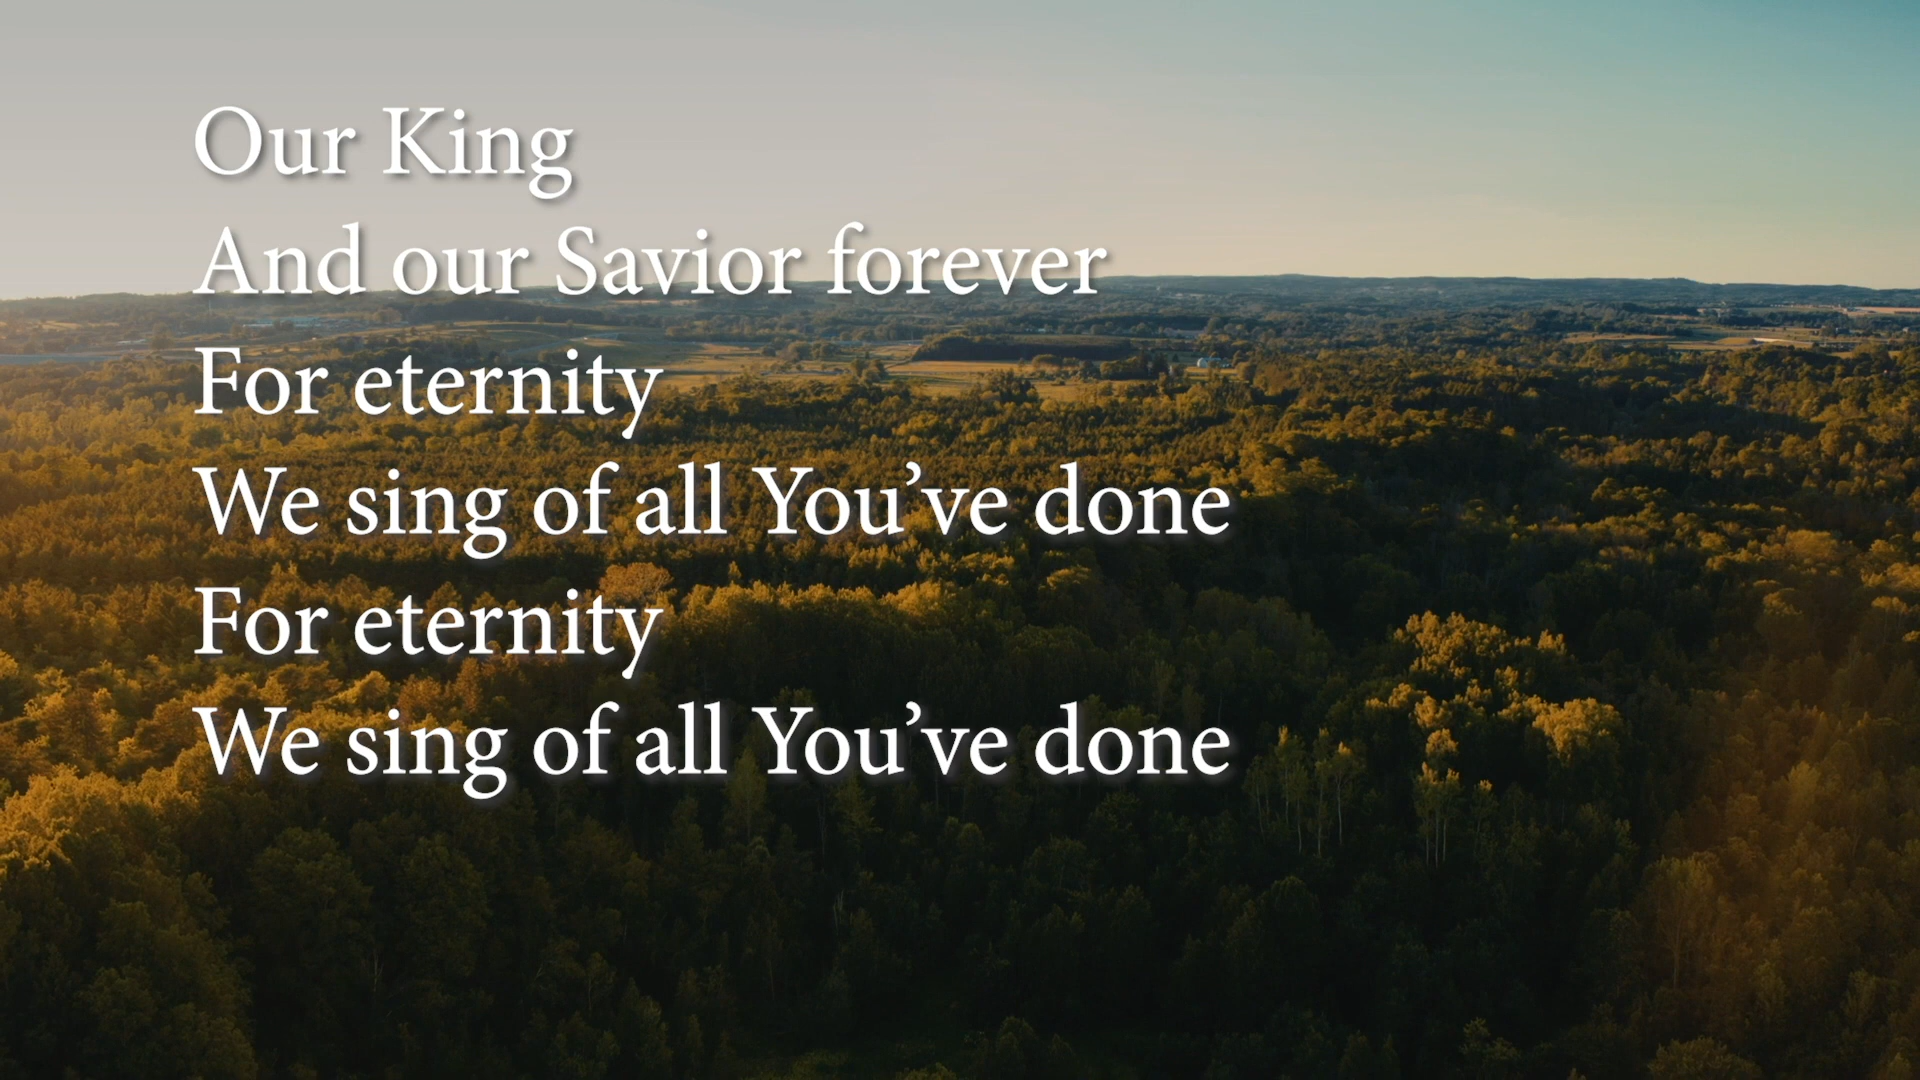 Our King
And our Savior forever
For eternity
We sing of all You’ve done
For eternity
We sing of all You’ve done